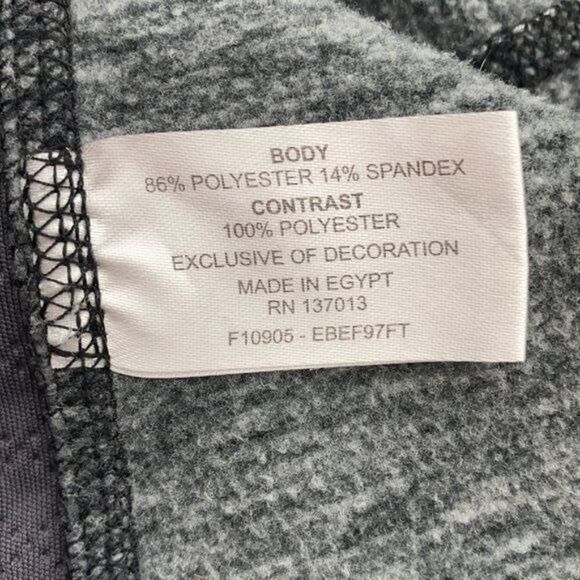 BODY
86% POLYESTER 14% SPANDEX
CONTRAST
100% POLYESTER
EXCLUSIVE OF DECORATION
MADE IN EGYPT
RN 137013
F10905 - EBEF97FT